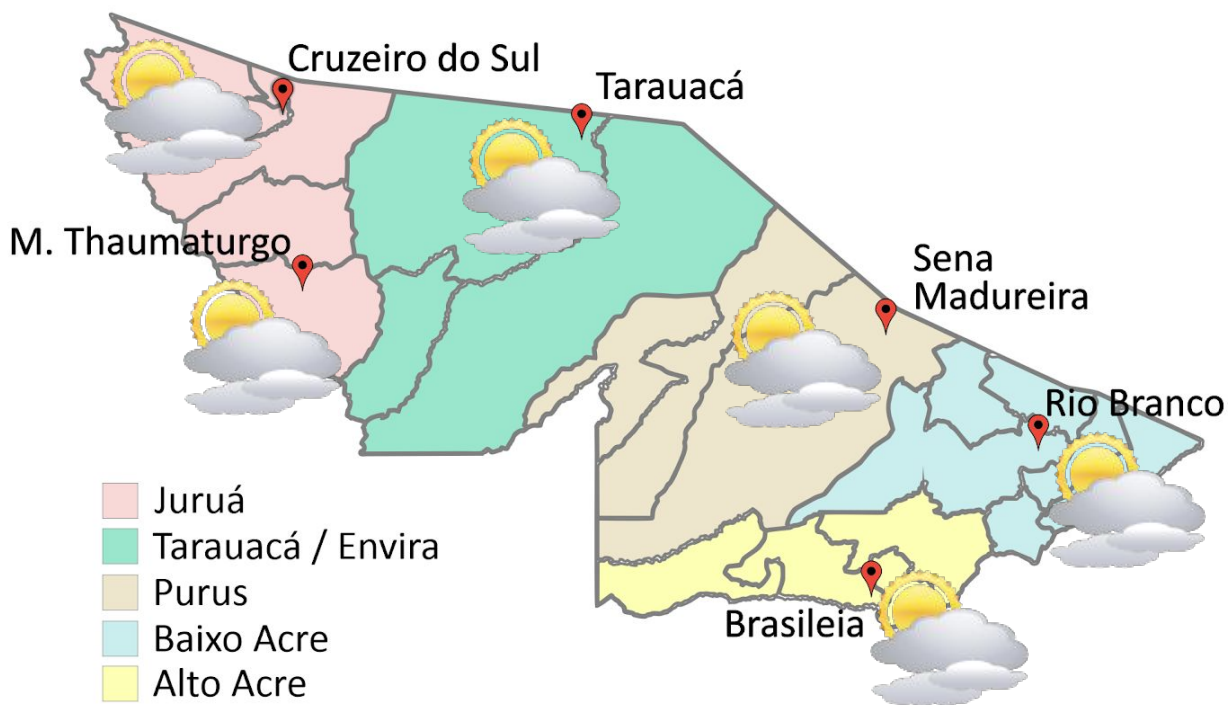 Cruzeiro do Sul
Tarauacá
M. Thaumaturgo
Sena
Madureira
Rio Branco
Brasileia
Juruá
Tarauacá / Envira
Purus
Baixo Acre
Alto Acre